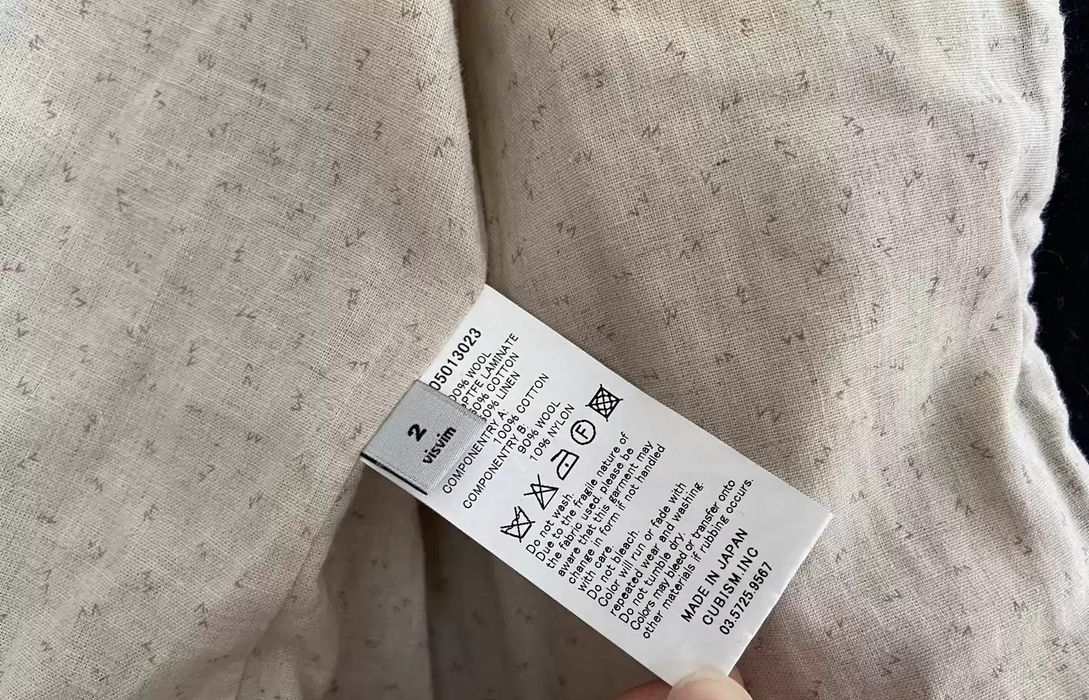 2
visvim
05013023
00% WOOL
PTFE LAMINATE
50% COTTON
50% LINEN
COMPONENTRY A:
100% COTTON
COMPONENTRY B:
90% WOOL
10% NYLON
F
Do not wash.
Due to the fragile nature of
the fabric used, please be
aware that this garment may
change in form if not handled
with care.
Do not bleach.
Color will run or fade with
repeated wear and washing.
Do not tumble dry.
Colors may bleed or transfer onto
other materials if rubbing occurs.
MADE IN JAPAN
CUBISM INC
03.5725.9567